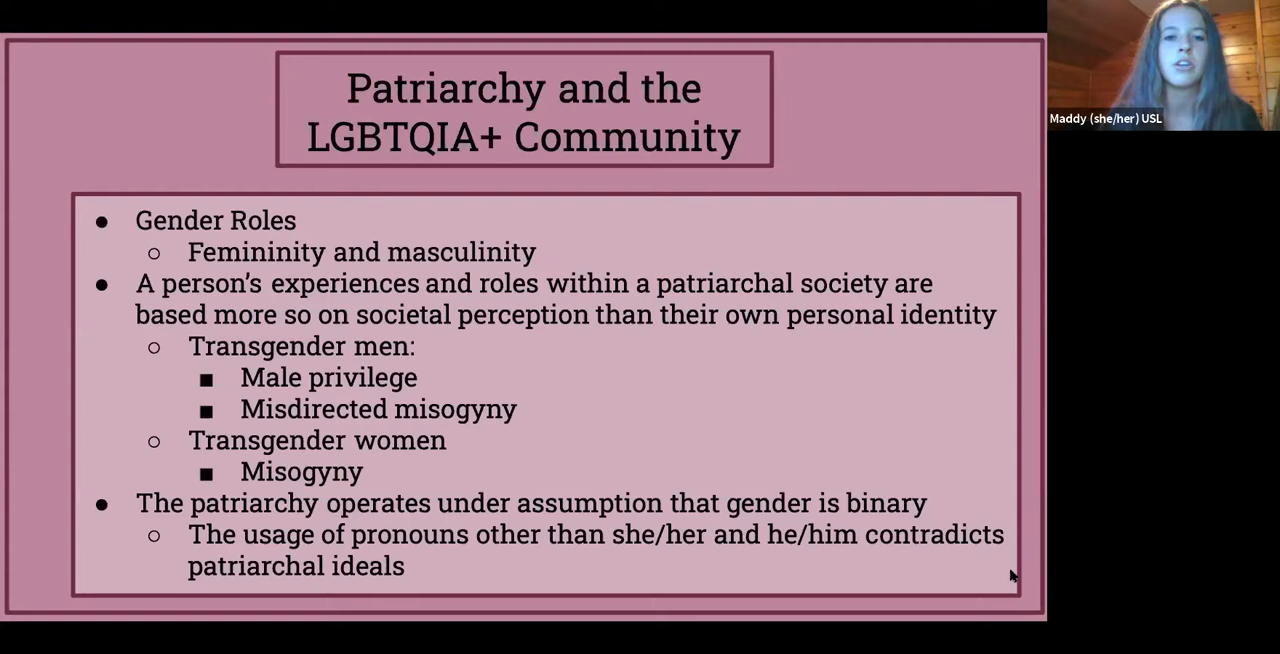 Patriarchy and the
LGBTQIA+ Community
● Gender Roles
○ Femininity and masculinity
● A person's experiences and roles within a patriarchal society are
based more so on societal perception than their own personal identity
○ Transgender men:
■ Male privilege
■ Misdirected misogyny
○ Transgender women
■ Misogyny
● The patriarchy operates under assumption that gender is binary
○ The usage of pronouns other than she/her and he/him contradicts
patriarchal ideals
Maddy (she/her) USL